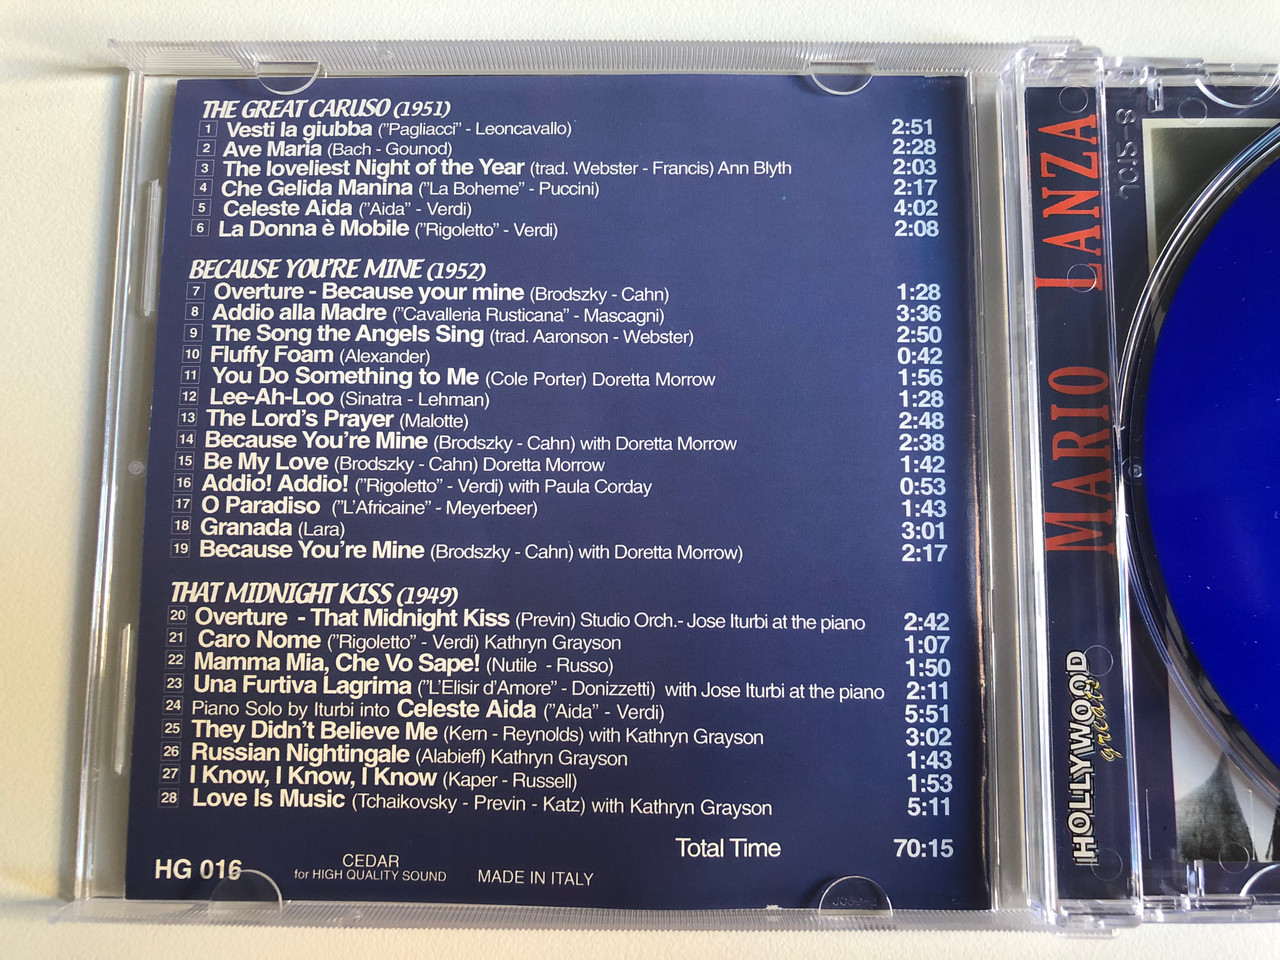 THE GREAT CARUSO (1951)
1 Vesti la giubba ("Pagliacci" - Leoncavallo) 2:51
2 Ave Maria (Bach - Gounod) 2:28
3 The loveliest Night of the Year (trad. Webster - Francis) Ann Blyth 2:03
4 Che Gelida Manina ("La Boheme" - Puccini) 2:17
5 Celeste Aida ("Aida" - Verdi) 4:02
6 La Donna è Mobile ("Rigoletto" - Verdi) 2:08
BECAUSE YOU'RE MINE (1952)
7 Overture - Because your mine (Brodszky - Cahn) 1:28
8 Addio alla Madre ("Cavalleria Rusticana" - Mascagni) 3:36
9 The Song the Angels Sing (trad. Aaronson - Webster) 2:50
10 Fluffy Foam (Alexander) 0:42
11 You Do Something to Me (Cole Porter) Doretta Morrow 1:56
12 Lee-Ah-Loo (Sinatra - Lehman) 1:28
13 The Lord's Prayer (Malotte) 2:48
14 Because You're Mine (Brodszky - Cahn) with Doretta Morrow 2:38
15 Be My Love (Brodszky - Cahn) Doretta Morrow 1:42
16 Addio! Addio! ("Rigoletto" - Verdi) with Paula Corday 0:53
17 O Paradiso ("L'Africaine" - Meyerbeer) 1:43
18 Granada (Lara) 3:01
19 Because You're Mine (Brodszky - Cahn) with Doretta Morrow) 2:17
THAT MIDNIGHT KISS (1949)
20 Overture - That Midnight Kiss (Previn) Studio Orch.- Jose Iturbi at the piano 2:42
21 Caro Nome ("Rigoletto" - Verdi) Kathryn Grayson 1:07
22 Mamma Mia, Che Vo Sape! (Nutile - Russo) 1:50
23 Una Furtiva Lagrima ("L'Elisir d'Amore" - Donizzetti) with Jose Iturbi at the piano 2:11
24 Piano Solo by Iturbi into Celeste Aida ("Aida" - Verdi) 5:51
25 They Didn't Believe Me (Kern - Reynolds) with Kathryn Grayson 3:02
26 Russian Nightingale (Alabieff) Kathryn Grayson 1:43
27 I Know, I Know, I Know (Kaper - Russell) 1:53
28 Love Is Music (Tchaikovsky - Previn - Katz) with Kathryn Grayson 5:11
Total Time 70:15
HG 016
CEDAR
for HIGH QUALITY SOUND
MADE IN ITALY
MARIO LANZA
HOLLYWOOD
greats
1015-8